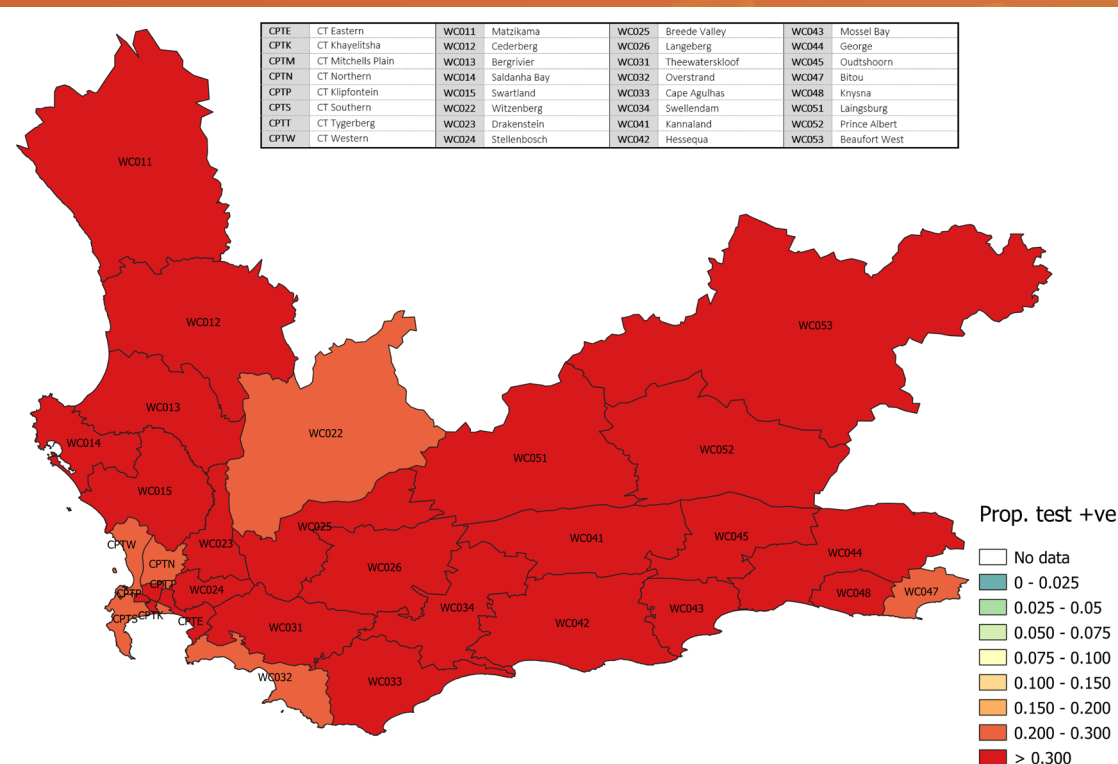 CPTE CT Eastern WC011 Matzikama WC025 Breede Valley WC043 Mossel Bay
CPTK CT Khayelitsha WC012 Cederberg WC026 Langeberg WC044 George
CPTM CT Mitchells Plain WC013 Bergrivier WC031 Theewaterskloof WC045 Oudtshoorn
CPTN CT Northern WC014 Saldanha Bay WC032 Overstrand WC047 Bitou
CPTP CT Klipfontein WC015 Swartland WC033 Cape Agulhas WC048 Knysna
CPTS CT Southern WC022 Witzenberg WC034 Swellendam WC051 Laingsburg
CPTT CT Tygerberg WC023 Drakenstein WC041 Kannaland WC052 Prince Albert
CPTW CT Western WC024 Stellenbosch WC042 Hessequa WC053 Beaufort West
WC011
WC012
WC053
WC013
WC022
WC014
WC052
WC051
WC015
WC025
CPTW
WC023
WC041
WC045
WC044
CPTN
WC026
CPTT
WC024
CPTP
WC048
WC047
WC034
WC043
CPTS
CPTK
CPTE
WC031
WC042
WC032
WC033
Prop. test +ve
No data
0 - 0.025
0.025 - 0.05
0.050 - 0.075
0.075 - 0.100
0.100 - 0.150
0.150 - 0.200
0.200 - 0.300
> 0.300